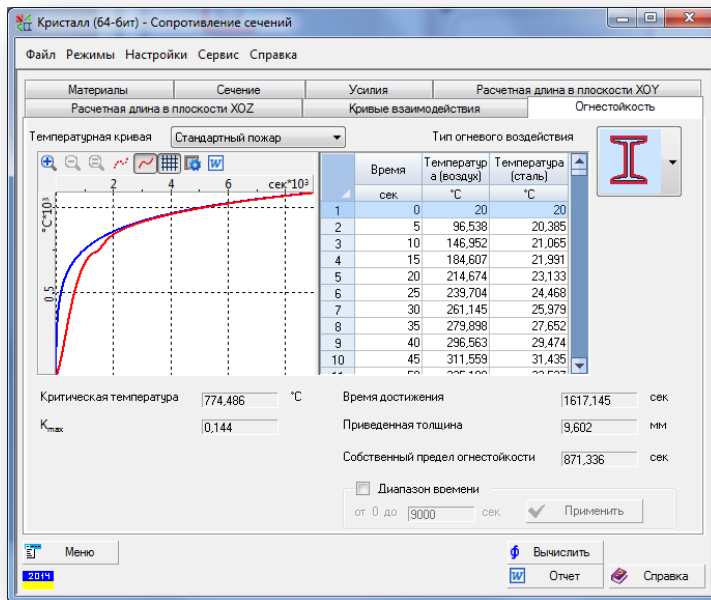 Кристалл (64-бит) - Сопротивление сечений
Файл Режимы Настройки Сервис Справка
Материалы Сечение Усилия Расчетная длина в плоскости XOY
Расчетная длина в плоскости XOZ Кривые взаимодействия Огнестойкость
Температурная кривая Стандартный пожар Тип огневого воздействия
2 4 6 сек*10³
°C*10³
0,5
Время Температур Температура
а (воздух) (сталь)
сек °C °C
1 0 20 20
2 5 96,538 20,385
3 10 146,952 21,065
4 15 184,607 21,991
5 20 214,674 23,133
6 25 239,704 24,468
7 30 261,145 25,979
8 35 279,898 27,652
9 40 296,563 29,474
10 45 311,559 31,435
Критическая температура 774,486 °C Время достижения 1617,145 сек
Kmax 0,144 Приведенная толщина 9,602 мм
Собственный предел огнестойкости 871,336 сек
Диапазон времени
от 0 до 9000 сек Применить
Меню Вычислить
2014 Отчет Справка